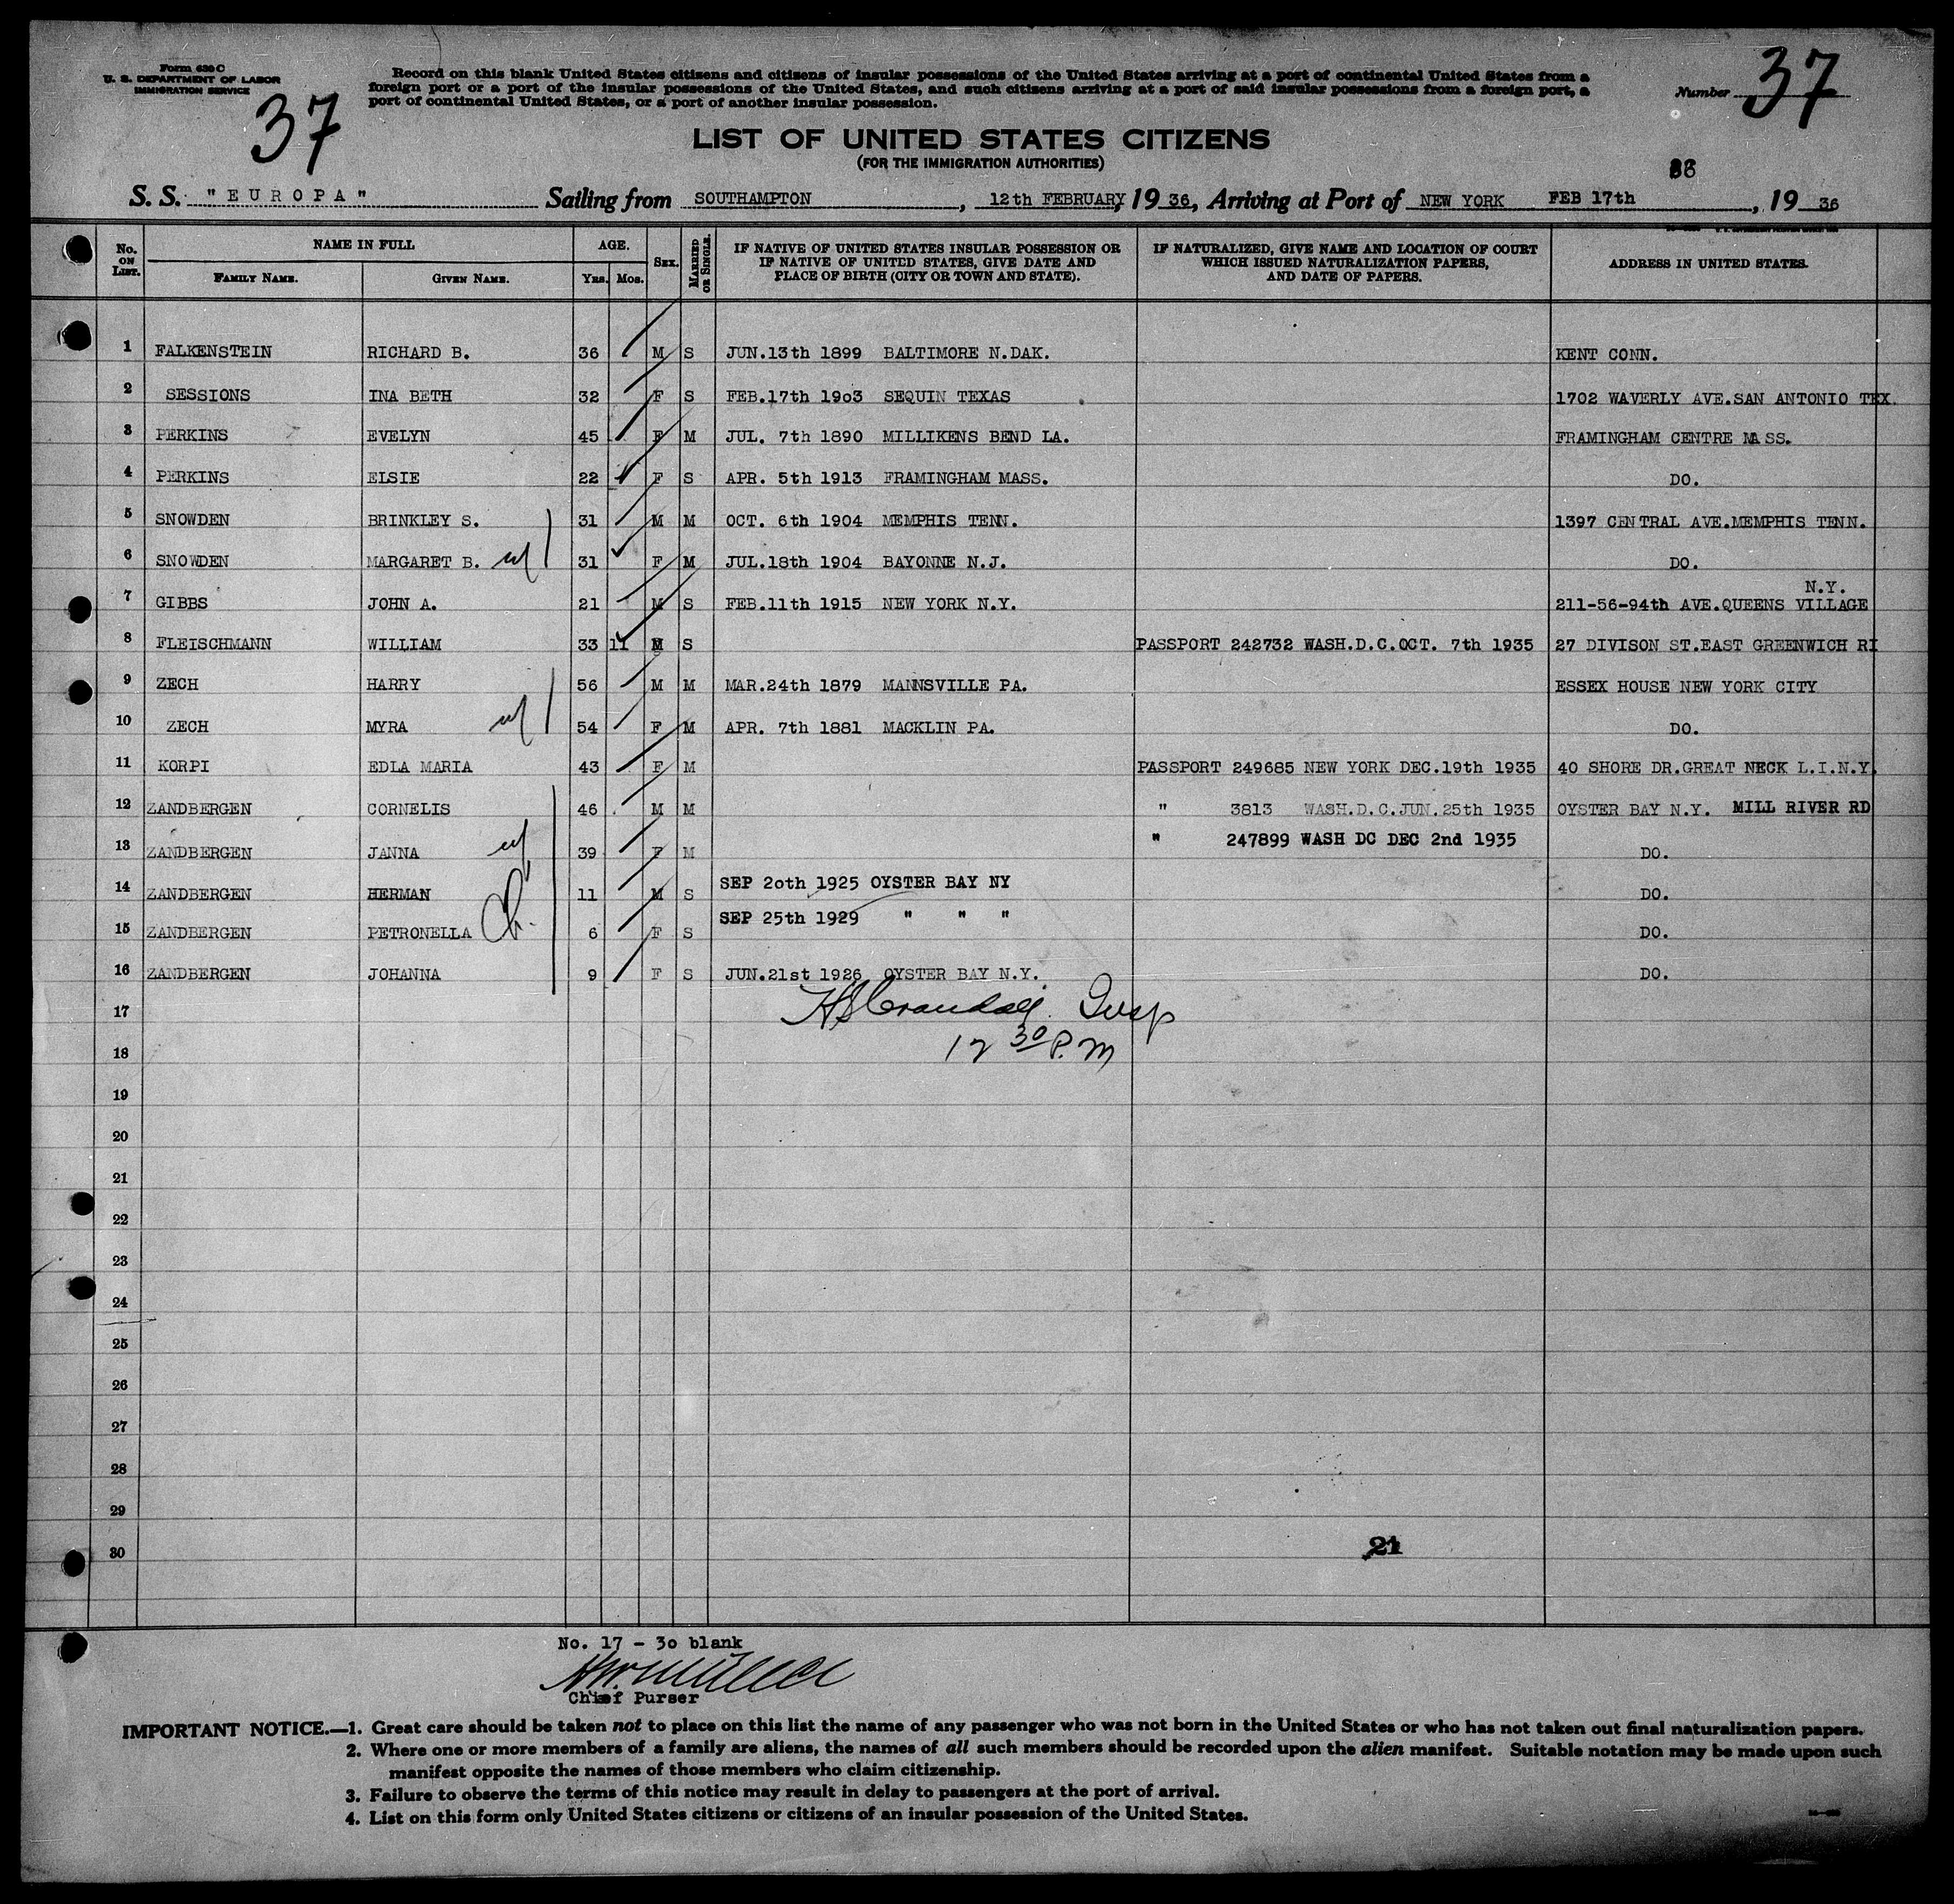 Form 630 C
U. S. DEPARTMENT OF LABOR
IMMIGRATION SERVICE
37
Record on this blank United States citizens and citizens of insular possessions of the United States arriving at a port of continental United States from a
foreign port or a port of the insular possessions of the United States, and such citizens arriving at a port of said insular possessions from a foreign port, a
port of continental United States, or a port of another insular possession.
Number 37
LIST OF UNITED STATES CITIZENS
(FOR THE IMMIGRATION AUTHORITIES)
S. S. "EUROPA" Sailing from SOUTHAMPTON, 12th FEBRUARY, 19 36, Arriving at Port of NEW YORK FEB 17th, 19 36
No. ON LIST. NAME IN FULL FAMILY NAME. GIVEN NAME. AGE. Yrs. Mos. SEX. MARRIED OR SINGLE. IF NATIVE OF UNITED STATES INSULAR POSSESSION OR IF NATIVE OF UNITED STATES, GIVE DATE AND PLACE OF BIRTH (CITY OR TOWN AND STATE). IF NATURALIZED, GIVE NAME AND LOCATION OF COURT WHICH ISSUED NATURALIZATION PAPERS, AND DATE OF PAPERS. ADDRESS IN UNITED STATES.
1 FALKENSTEIN RICHARD B. 36 M S JUN.13th 1899 BALTIMORE N.DAK. KENT CONN.
2 SESSIONS INA BETH 32 F S FEB.17th 19o3 SEQUIN TEXAS 1702 WAVERLY AVE.SAN ANTONIO TEX.
3 PERKINS EVELYN 45 F M JUL. 7th 1890 MILLIKENS BEND LA. FRAMINGHAM CENTRE MASS.
4 PERKINS ELSIE 22 F S APR. 5th 1913 FRAMINGHAM MASS. DO.
5 SNOWDEN BRINKLEY S. 31 M M OCT. 6th 1904 MEMPHIS TENN. 1397 CENTRAL AVE.MEMPHIS TENN.
6 SNOWDEN MARGARET B. w 31 F M JUL.18th 1904 BAYONNE N.J. DO.
7 GIBBS JOHN A. 21 M S FEB.11th 1915 NEW YORK N.Y. 211-56-94th AVE.QUEENS VILLAGE N.Y.
8 FLEISCHMANN WILLIAM 33 11 M S PASSPORT 242732 WASH.D.C.OCT. 7th 1935 27 DIVISON ST.EAST GREENWICH RI
9 ZECH HARRY 56 M M MAR.24th 1879 MANNSVILLE PA. ESSEX HOUSE NEW YORK CITY
10 ZECH MYRA w 54 F M APR. 7th 1881 MACKLIN PA. DO.
11 KORPI EDLA MARIA 43 F M PASSPORT 249685 NEW YORK DEC.19th 1935 40 SHORE DR.GREAT NECK L.I.N.Y.
12 ZANDBERGEN CORNELIS 46 M M " 3813 WASH.D.C.JUN.25th 1935 OYSTER BAY N.Y. MILL RIVER RD
13 ZANDBERGEN JANNA w 39 F M " 247899 WASH DC DEC 2nd 1935 DO.
14 ZANDBERGEN HERMAN 11 M S SEP 2oth 1925 OYSTER BAY NY DO.
15 ZANDBERGEN PETRONELLA Ch. 6 F S SEP 25th 1929 " " " DO.
16 ZANDBERGEN JOHANNA 9 F S JUN.21st 1926 OYSTER BAY N.Y. DO.
17 HS Crandall Insp
18 12 30 P.M
19
20
21
22
23
24
25
26
27
28
29
30 21
No. 17 - 3o blank
Chief Purser
IMPORTANT NOTICE.—1. Great care should be taken not to place on this list the name of any passenger who was not born in the United States or who has not taken out final naturalization papers.
2. Where one or more members of a family are aliens, the names of all such members should be recorded upon the alien manifest. Suitable notation may be made upon such
manifest opposite the names of those members who claim citizenship.
3. Failure to observe the terms of this notice may result in delay to passengers at the port of arrival.
4. List on this form only United States citizens or citizens of an insular possession of the United States.